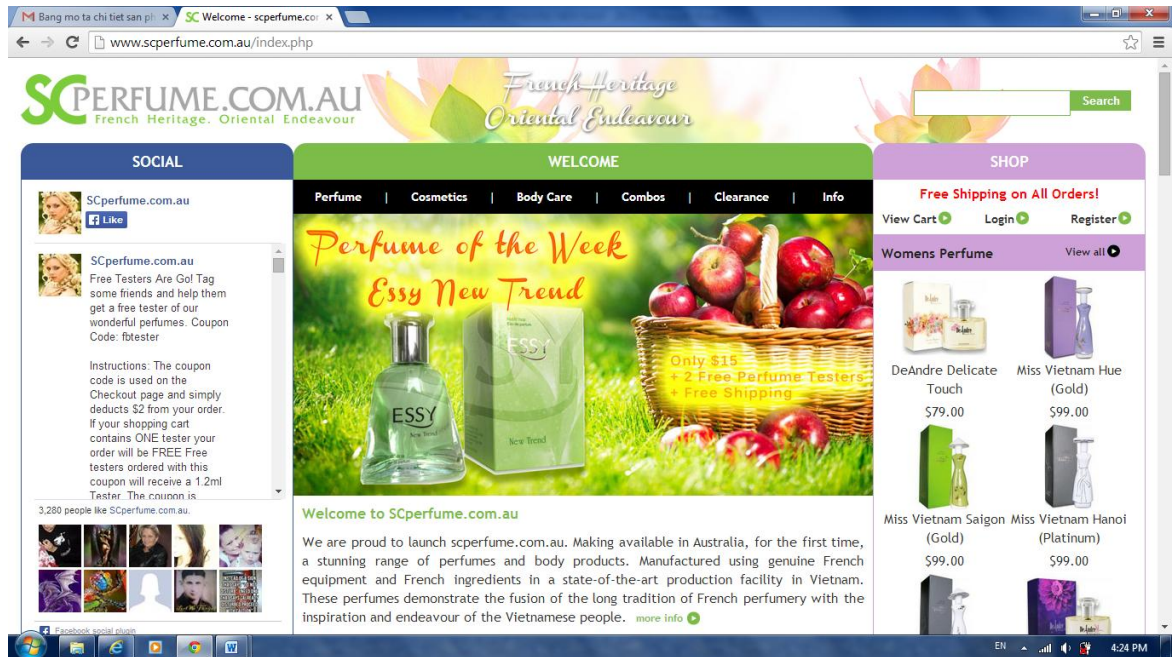 Bang mo ta chi tiet san ph
SC Welcome - scperfume.cor
www.scperfume.com.au/index.php
SCPERFUME.COM.AU
French Heritage. Oriental Endeavour
French Heritage
Oriental Endeavour
Search
SOCIAL
SCperfume.com.au
Like
SCperfume.com.au
Free Testers Are Go! Tag
some friends and help them
get a free tester of our
wonderful perfumes. Coupon
Code: fbtester
Instructions: The coupon
code is used on the
Checkout page and simply
deducts $2 from your order.
If your shopping cart
contains ONE tester your
order will be FREE Free
testers ordered with this
coupon will receive a 1.2ml
Tester. The coupon is
3,280 people like SCperfume.com.au.
Facebook social plugin
WELCOME
Perfume | Cosmetics | Body Care | Combos | Clearance | Info
Perfume of the Week
Essy New Trend
ESSY
New Trend
ESSY
New Trend
Only $15
+ 2 Free Perfume Testers
+ Free Shipping
Welcome to SCperfume.com.au
We are proud to launch scperfume.com.au. Making available in Australia, for the first time,
a stunning range of perfumes and body products. Manufactured using genuine French
equipment and French ingredients in a state-of-the-art production facility in Vietnam.
These perfumes demonstrate the fusion of the long tradition of French perfumery with the
inspiration and endeavour of the Vietnamese people. more info
SHOP
Free Shipping on All Orders!
View Cart Login Register
Womens Perfume View all
DeAndre Delicate
Touch
$79.00
Miss Vietnam Hue
(Gold)
$99.00
Miss Vietnam Saigon
(Gold)
$99.00
Miss Vietnam Hanoi
(Platinum)
$99.00
EN
4:24 PM